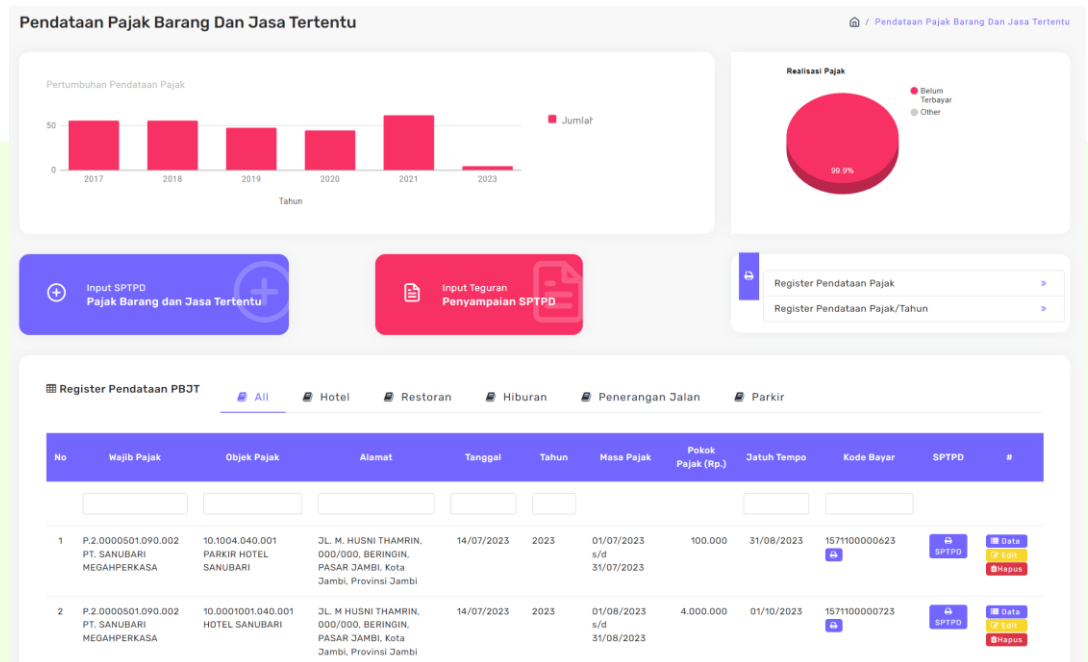 Pendataan Pajak Barang Dan Jasa Tertentu
/ Pendataan Pajak Barang Dan Jasa Tertentu
Pertumbuhan Pendataan Pajak
50
0
2017 2018 2019 2020 2021 2023
Tahun
Jumlah
Realisasi Pajak
Belum
Terbayar
Other
99.9%
Input SPTPD
Pajak Barang dan Jasa Tertentu
Input Teguran
Penyampaian SPTPD
Register Pendataan Pajak »
Register Pendataan Pajak/Tahun »
Register Pendataan PBJT
All Hotel Restoran Hiburan Penerangan Jalan Parkir
No Wajib Pajak Objek Pajak Alamat Tanggal Tahun Masa Pajak Pokok Pajak (Rp.) Jatuh Tempo Kode Bayar SPTPD #
1 P.2.0000501.090.002 10.1004.040.001 JL. M. HUSNI THAMRIN, 14/07/2023 2023 01/07/2023 100.000 31/08/2023 1571100000623 SPTPD Data
PT. SANUBARI PARKIR HOTEL 000/000, BERINGIN, s/d Edit
MEGAHPERKASA SANUBARI PASAR JAMBI, Kota 31/07/2023 Hapus
Jambi, Provinsi Jambi
2 P.2.0000501.090.002 10.0001001.040.001 JL. M HUSNI THAMRIN, 14/07/2023 2023 01/08/2023 4.000.000 01/10/2023 1571100000723 SPTPD Data
PT. SANUBARI HOTEL SANUBARI 000/000, BERINGIN, s/d Edit
MEGAHPERKASA PASAR JAMBI, Kota 31/08/2023 Hapus
Jambi, Provinsi Jambi